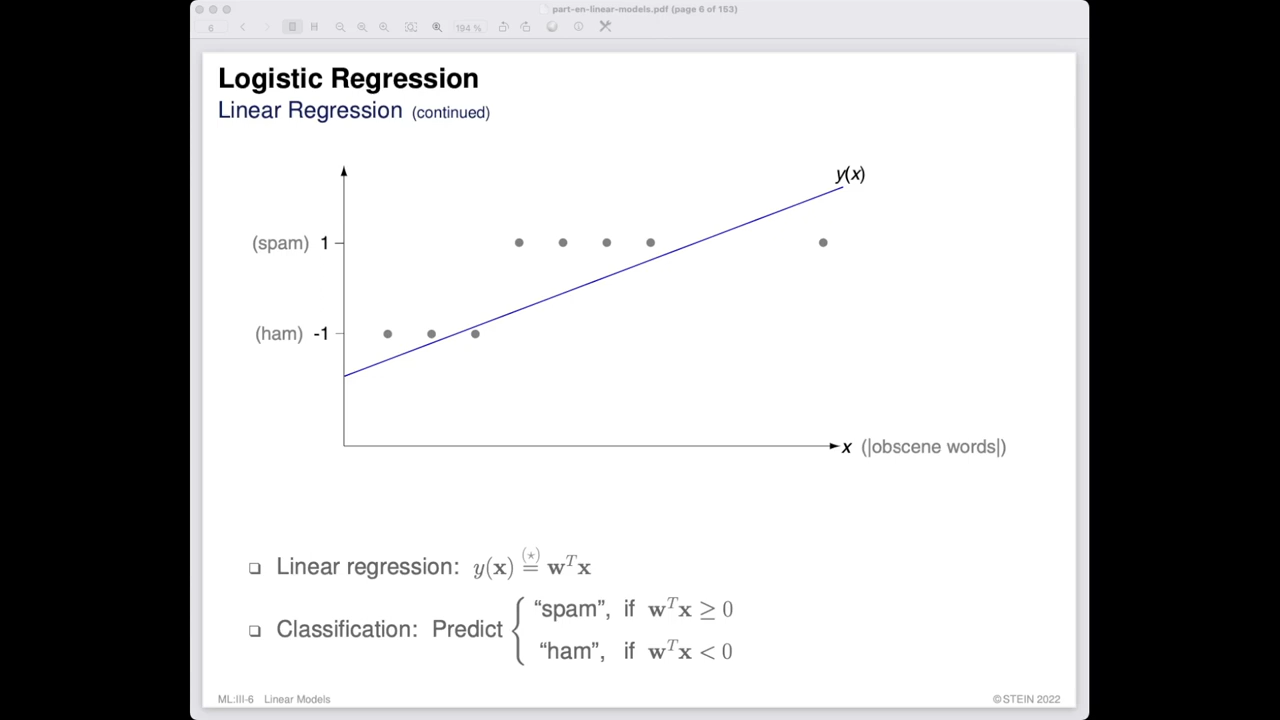 part-en-linear-models.pdf (page 6 of 153)
6
194 %
Logistic Regression
Linear Regression (continued)
y(x)
(spam) 1
(ham) -1
x (|obscene words|)
❑ Linear regression: y(𝐱) (⋆)= 𝐰ᵀ𝐱
❑ Classification: Predict { “spam”, if 𝐰ᵀ𝐱 ≥ 0
“ham”, if 𝐰ᵀ𝐱 < 0
ML:III-6 Linear Models
©STEIN 2022